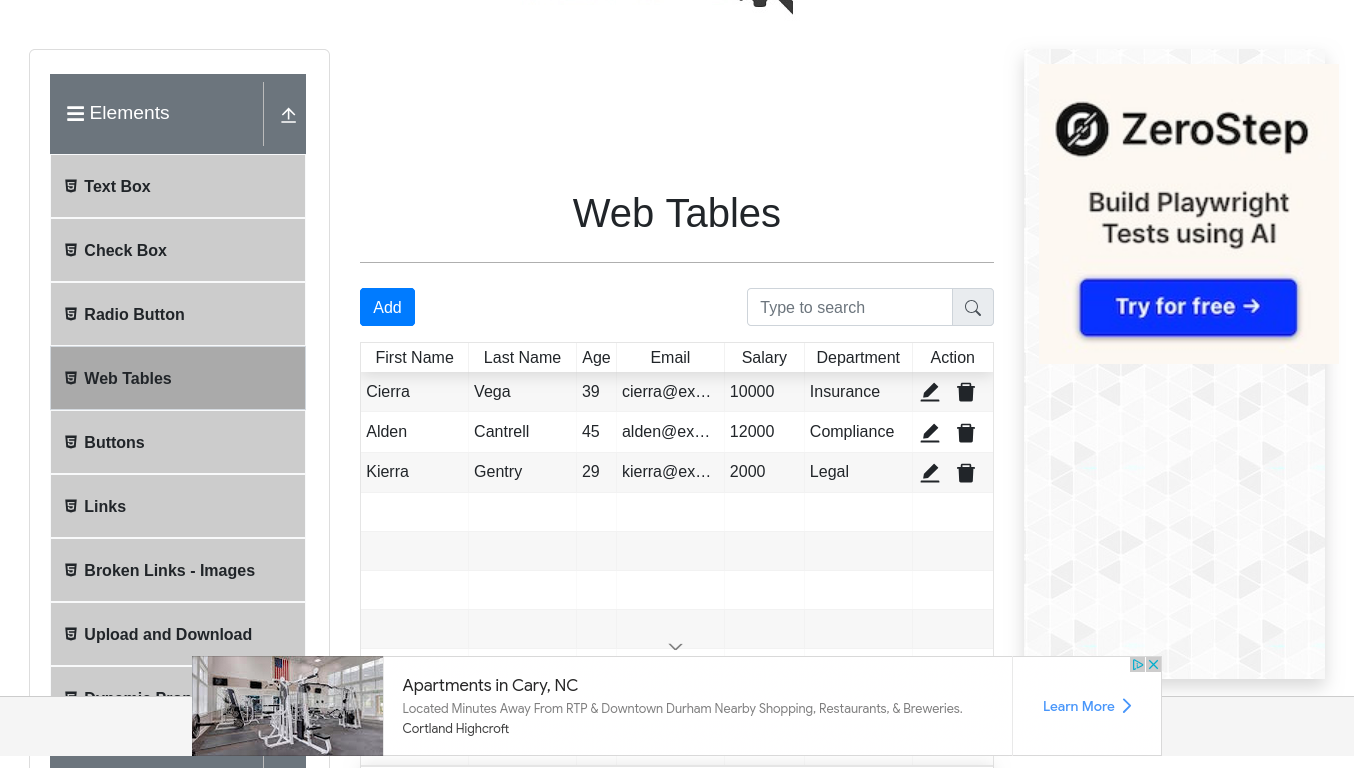 Elements
Text Box
Check Box
Radio Button
Web Tables
Buttons
Links
Broken Links - Images
Upload and Download
Web Tables
Add
Type to search
First Name Last Name Age Email Salary Department Action
Cierra Vega 39 cierra@ex... 10000 Insurance
Alden Cantrell 45 alden@ex... 12000 Compliance
Kierra Gentry 29 kierra@ex... 2000 Legal
ZeroStep
Build Playwright
Tests using AI
Try for free →
Apartments in Cary, NC
Located Minutes Away From RTP & Downtown Durham Nearby Shopping, Restaurants, & Breweries.
Cortland Highcroft
Learn More